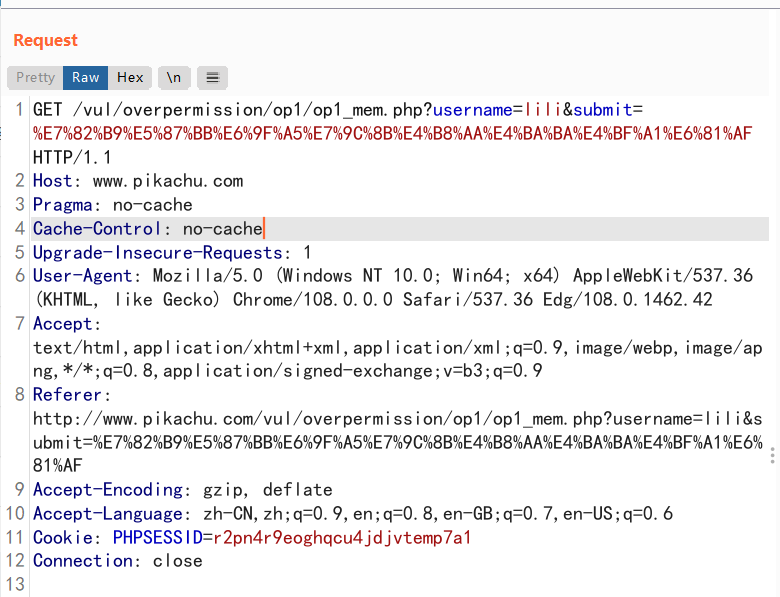 Request
Pretty Raw Hex \n
1 GET /vul/overpermission/op1/op1_mem.php?username=lili&submit=
%E7%82%B9%E5%87%BB%E6%9F%A5%E7%9C%8B%E4%B8%AA%E4%BA%BA%E4%BF%A1%E6%81%AF
HTTP/1.1
2 Host: www.pikachu.com
3 Pragma: no-cache
4 Cache-Control: no-cache
5 Upgrade-Insecure-Requests: 1
6 User-Agent: Mozilla/5.0 (Windows NT 10.0; Win64; x64) AppleWebKit/537.36
(KHTML, like Gecko) Chrome/108.0.0.0 Safari/537.36 Edg/108.0.1462.42
7 Accept:
text/html,application/xhtml+xml,application/xml;q=0.9,image/webp,image/ap
ng,*/*;q=0.8,application/signed-exchange;v=b3;q=0.9
8 Referer:
http://www.pikachu.com/vul/overpermission/op1/op1_mem.php?username=lili&s
ubmit=%E7%82%B9%E5%87%BB%E6%9F%A5%E7%9C%8B%E4%B8%AA%E4%BA%BA%E4%BF%A1%E6%
81%AF
9 Accept-Encoding: gzip, deflate
10 Accept-Language: zh-CN,zh;q=0.9,en;q=0.8,en-GB;q=0.7,en-US;q=0.6
11 Cookie: PHPSESSID=r2pn4r9eoghqcu4jdjvtemp7a1
12 Connection: close
13